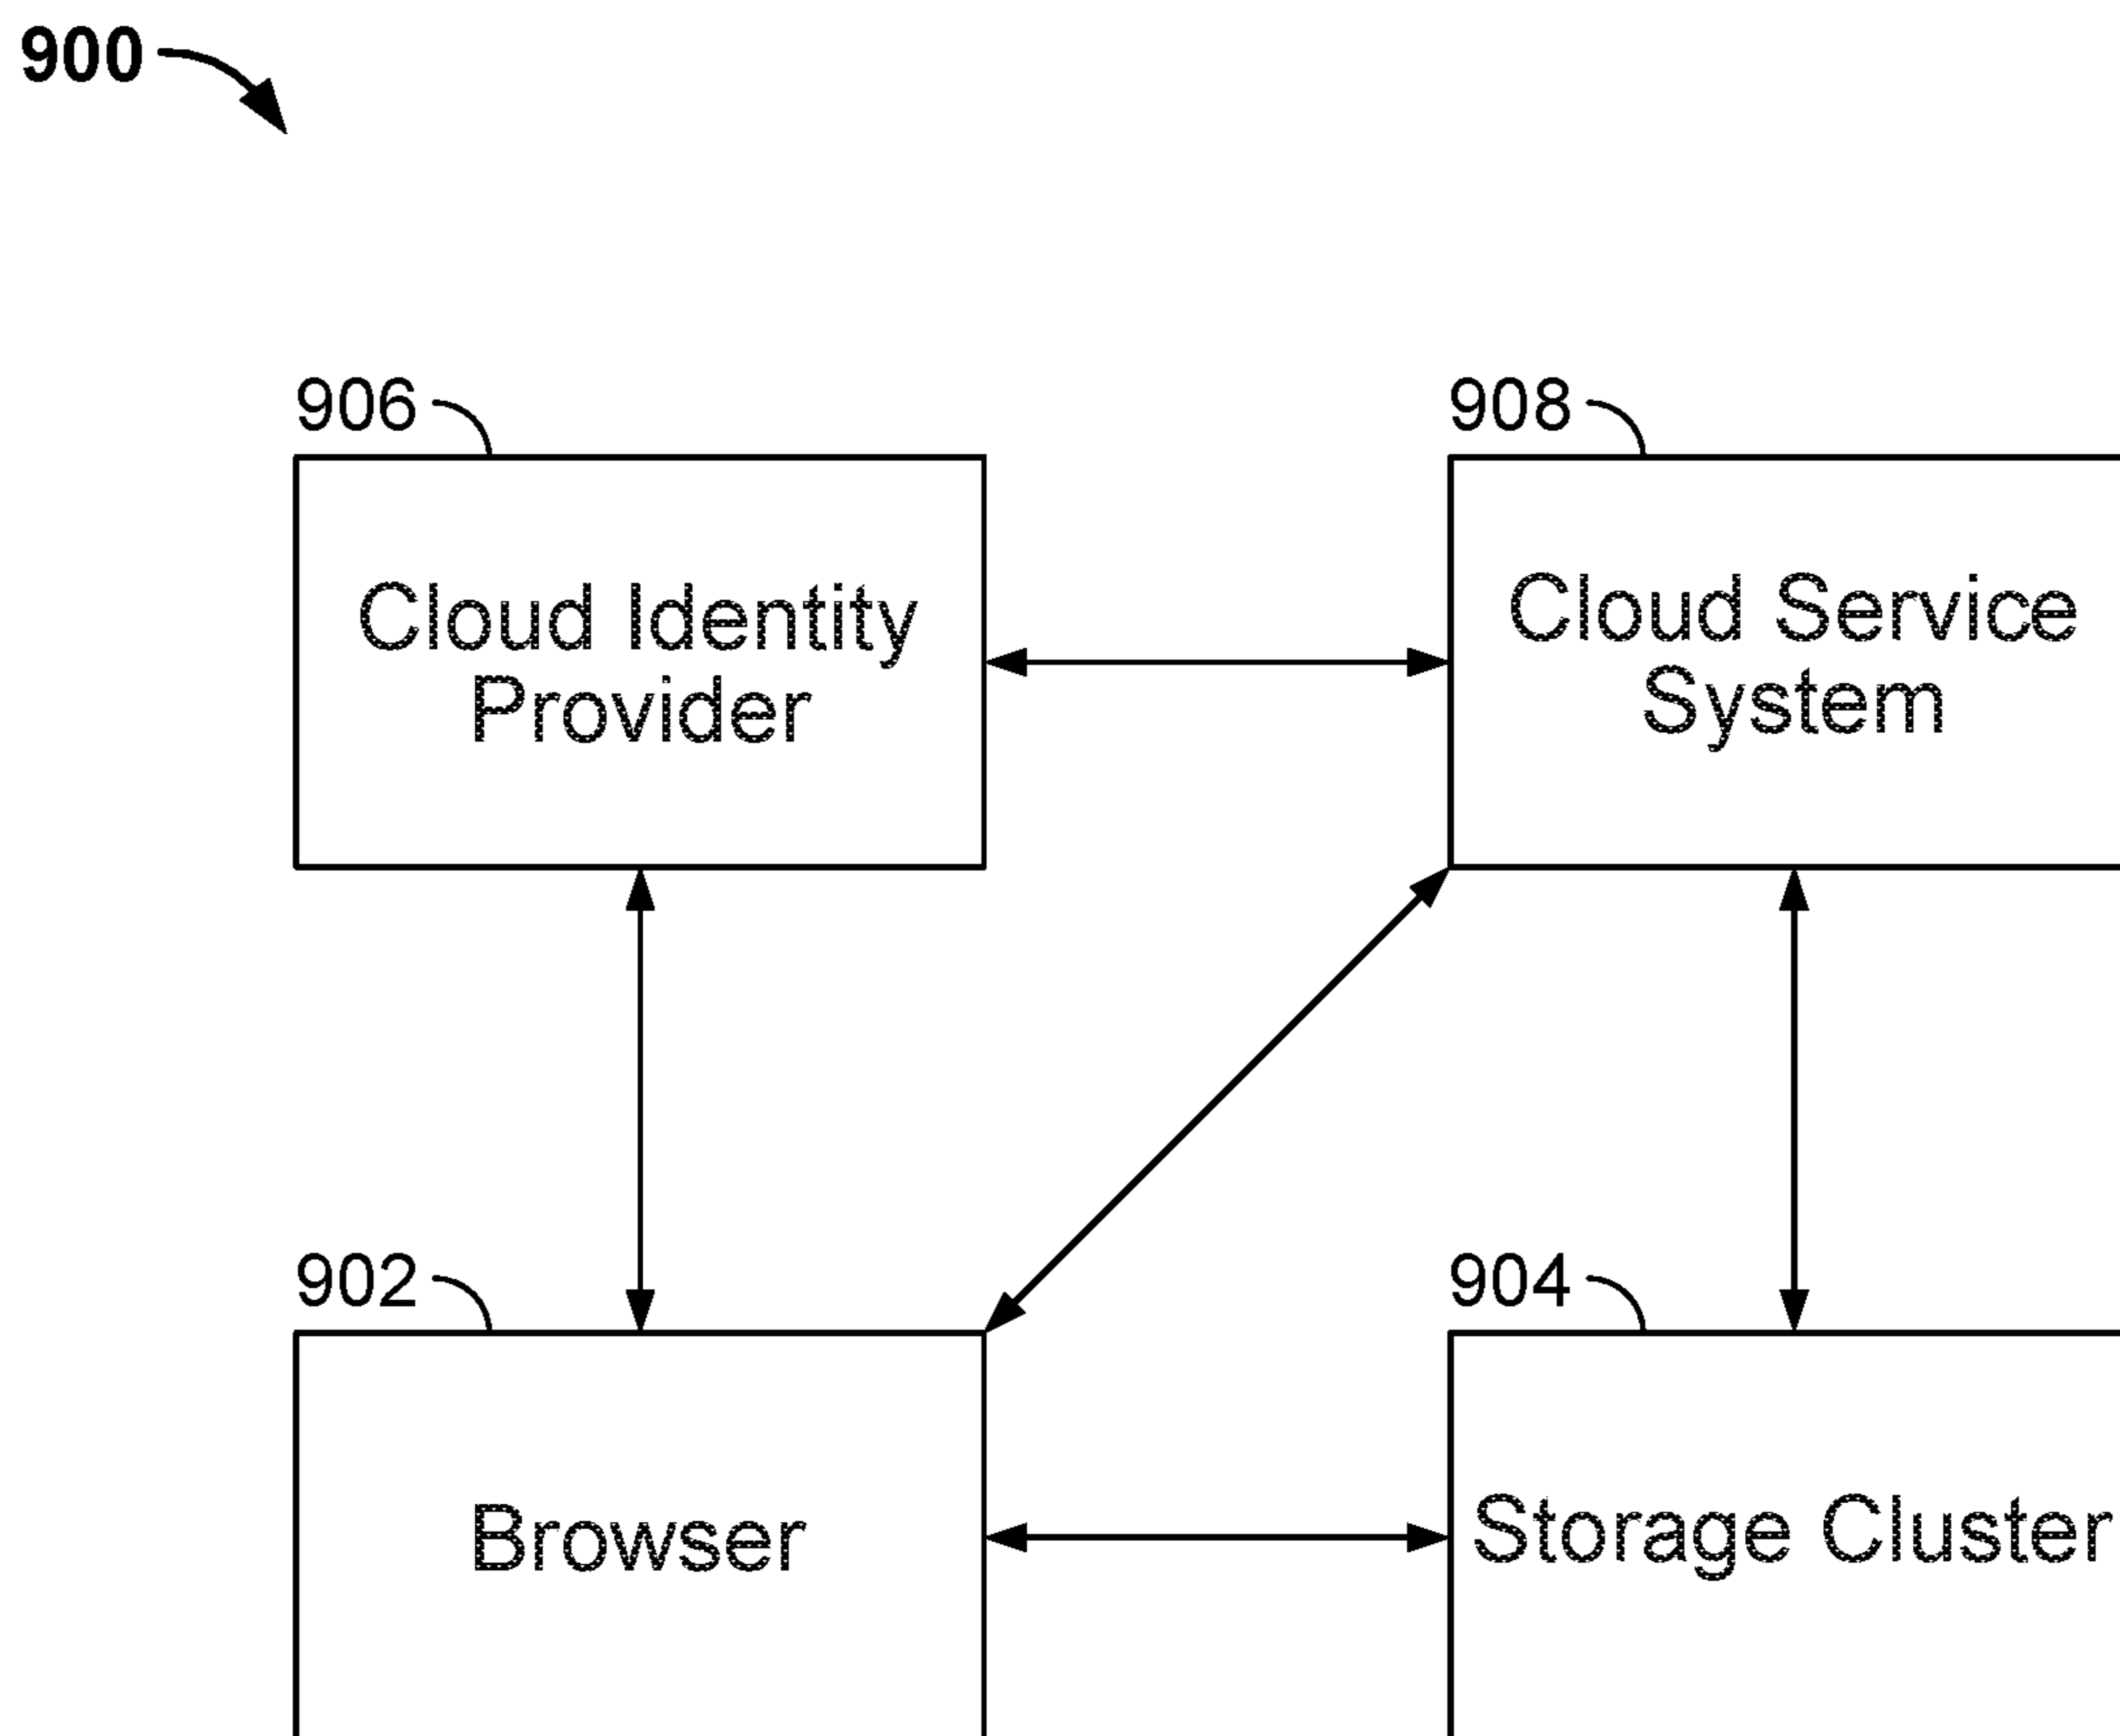 900
906
908
Cloud Identity
Provider
Cloud Service
System
902
904
Browser
Storage Cluster